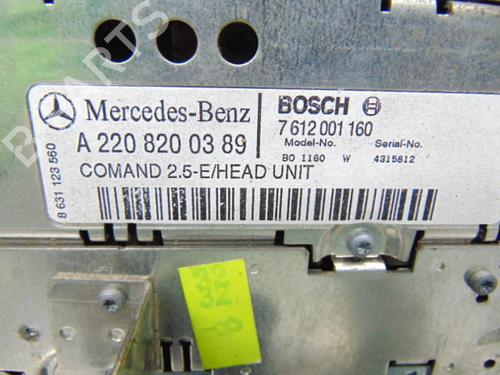 Mercedes-Benz
A 220 820 03 89
COMAND 2.5-E/HEAD UNIT
BOSCH
7 612 001 160
Model-No. Serial-No.
BO 1160 W 4315812
8 631 123 560
PARTS